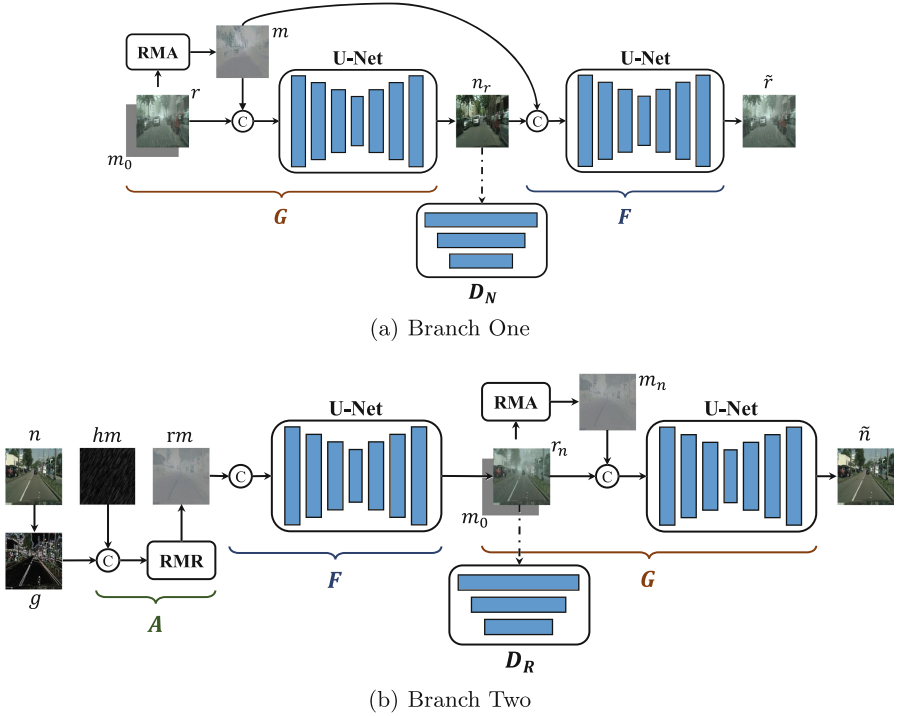 m
RMA
U-Net
U-Net
r
n_r
r̃
C
C
m_0
G
F
D_N
(a) Branch One
m_n
RMA
U-Net
U-Net
n
hm
rm
r_n
ñ
C
C
m_0
C
RMR
g
A
F
G
D_R
(b) Branch Two